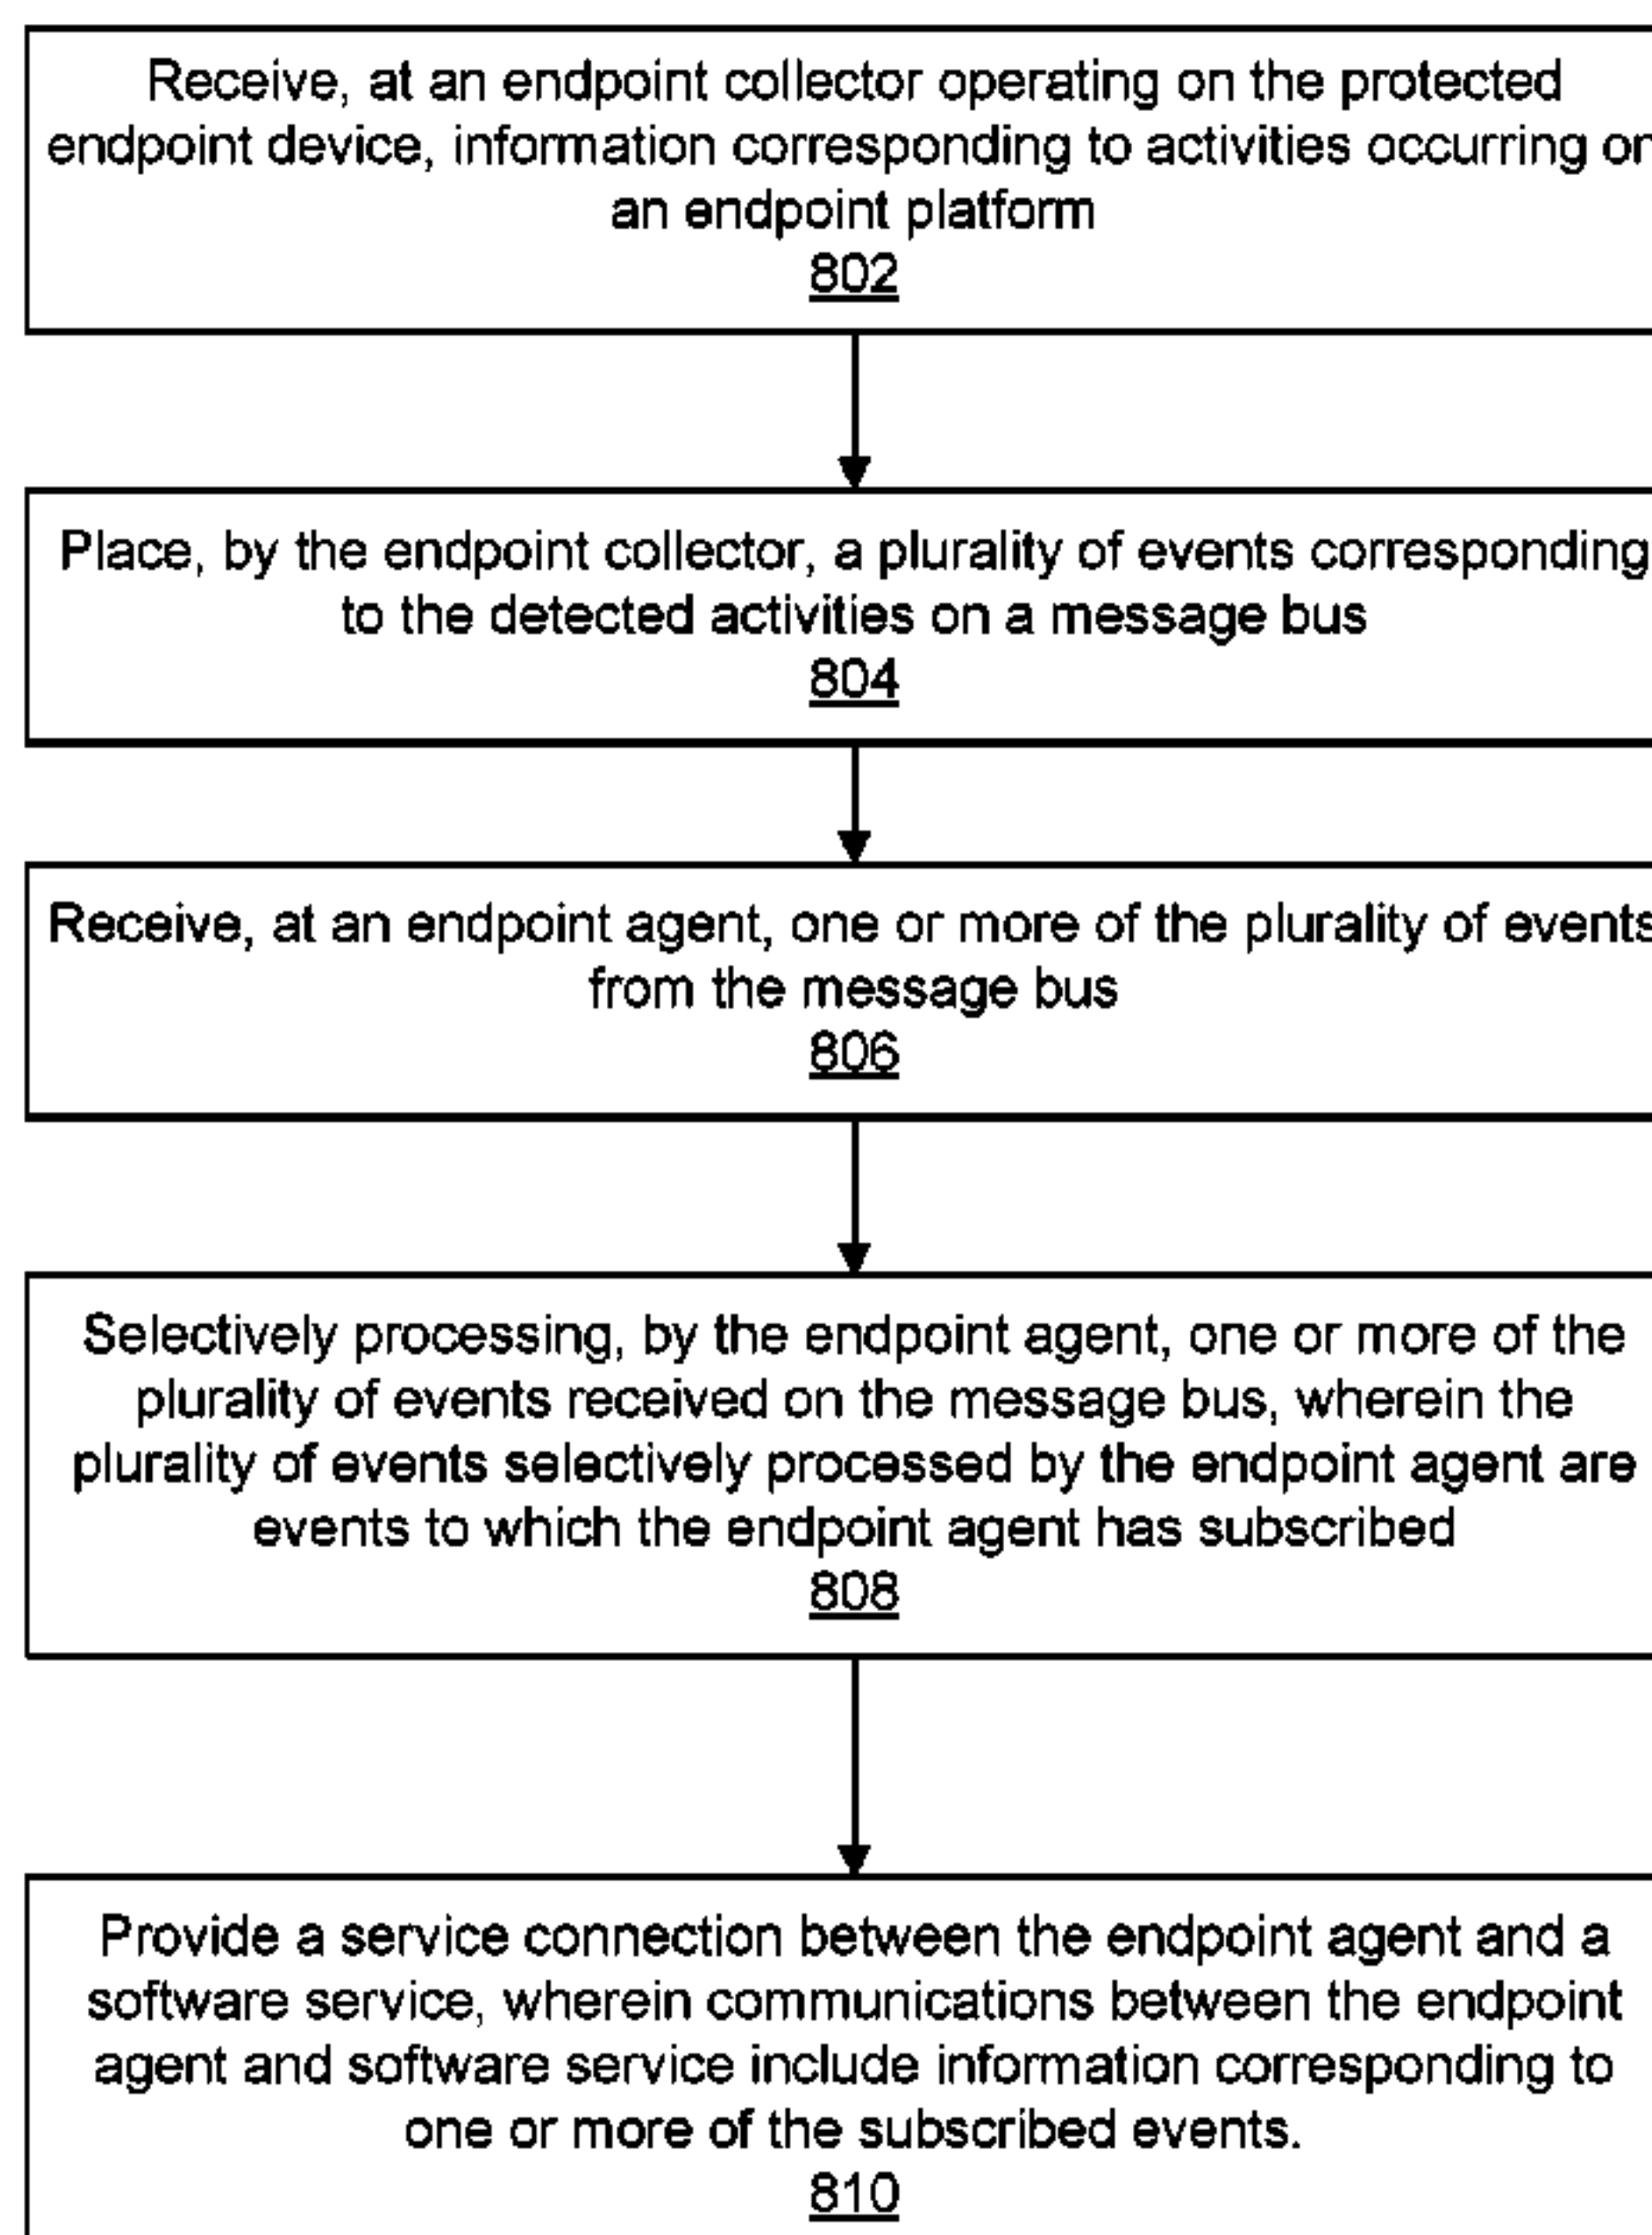 Receive, at an endpoint collector operating on the protected
endpoint device, information corresponding to activities occurring on
an endpoint platform
802
Place, by the endpoint collector, a plurality of events corresponding
to the detected activities on a message bus
804
Receive, at an endpoint agent, one or more of the plurality of events
from the message bus
806
Selectively processing, by the endpoint agent, one or more of the
plurality of events received on the message bus, wherein the
plurality of events selectively processed by the endpoint agent are
events to which the endpoint agent has subscribed
808
Provide a service connection between the endpoint agent and a
software service, wherein communications between the endpoint
agent and software service include information corresponding to
one or more of the subscribed events.
810